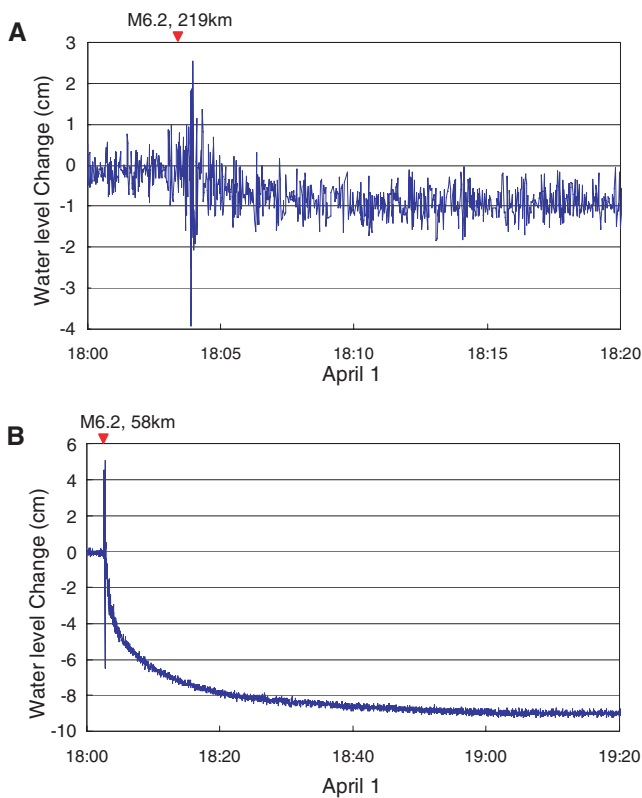 A
M6.2, 219km
Water level Change (cm)
3
2
1
0
-1
-2
-3
-4
18:00 18:05 18:10 18:15 18:20
April 1
B
M6.2, 58km
Water level Change (cm)
6
4
2
0
-2
-4
-6
-8
-10
18:00 18:20 18:40 19:00 19:20
April 1